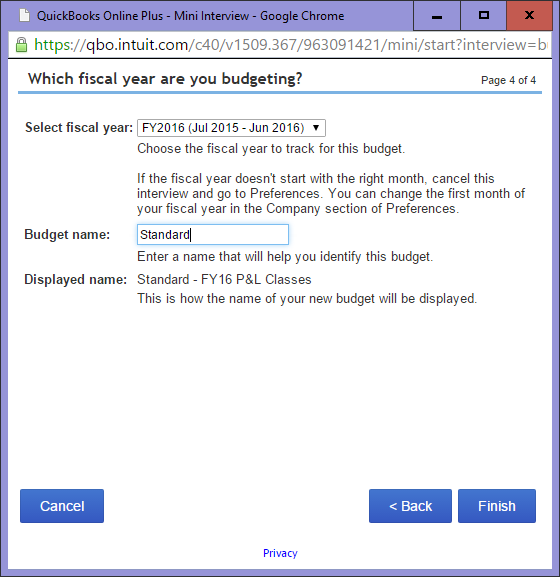 QuickBooks Online Plus - Mini Interview - Google Chrome
https://qbo.intuit.com/c40/v1509.367/963091421/mini/start?interview=b
Which fiscal year are you budgeting?
Page 4 of 4
Select fiscal year: FY2016 (Jul 2015 - Jun 2016)
Choose the fiscal year to track for this budget.
If the fiscal year doesn't start with the right month, cancel this
interview and go to Preferences. You can change the first month of
your fiscal year in the Company section of Preferences.
Budget name: Standard
Enter a name that will help you identify this budget.
Displayed name: Standard - FY16 P&L Classes
This is how the name of your new budget will be displayed.
Cancel
< Back
Finish
Privacy